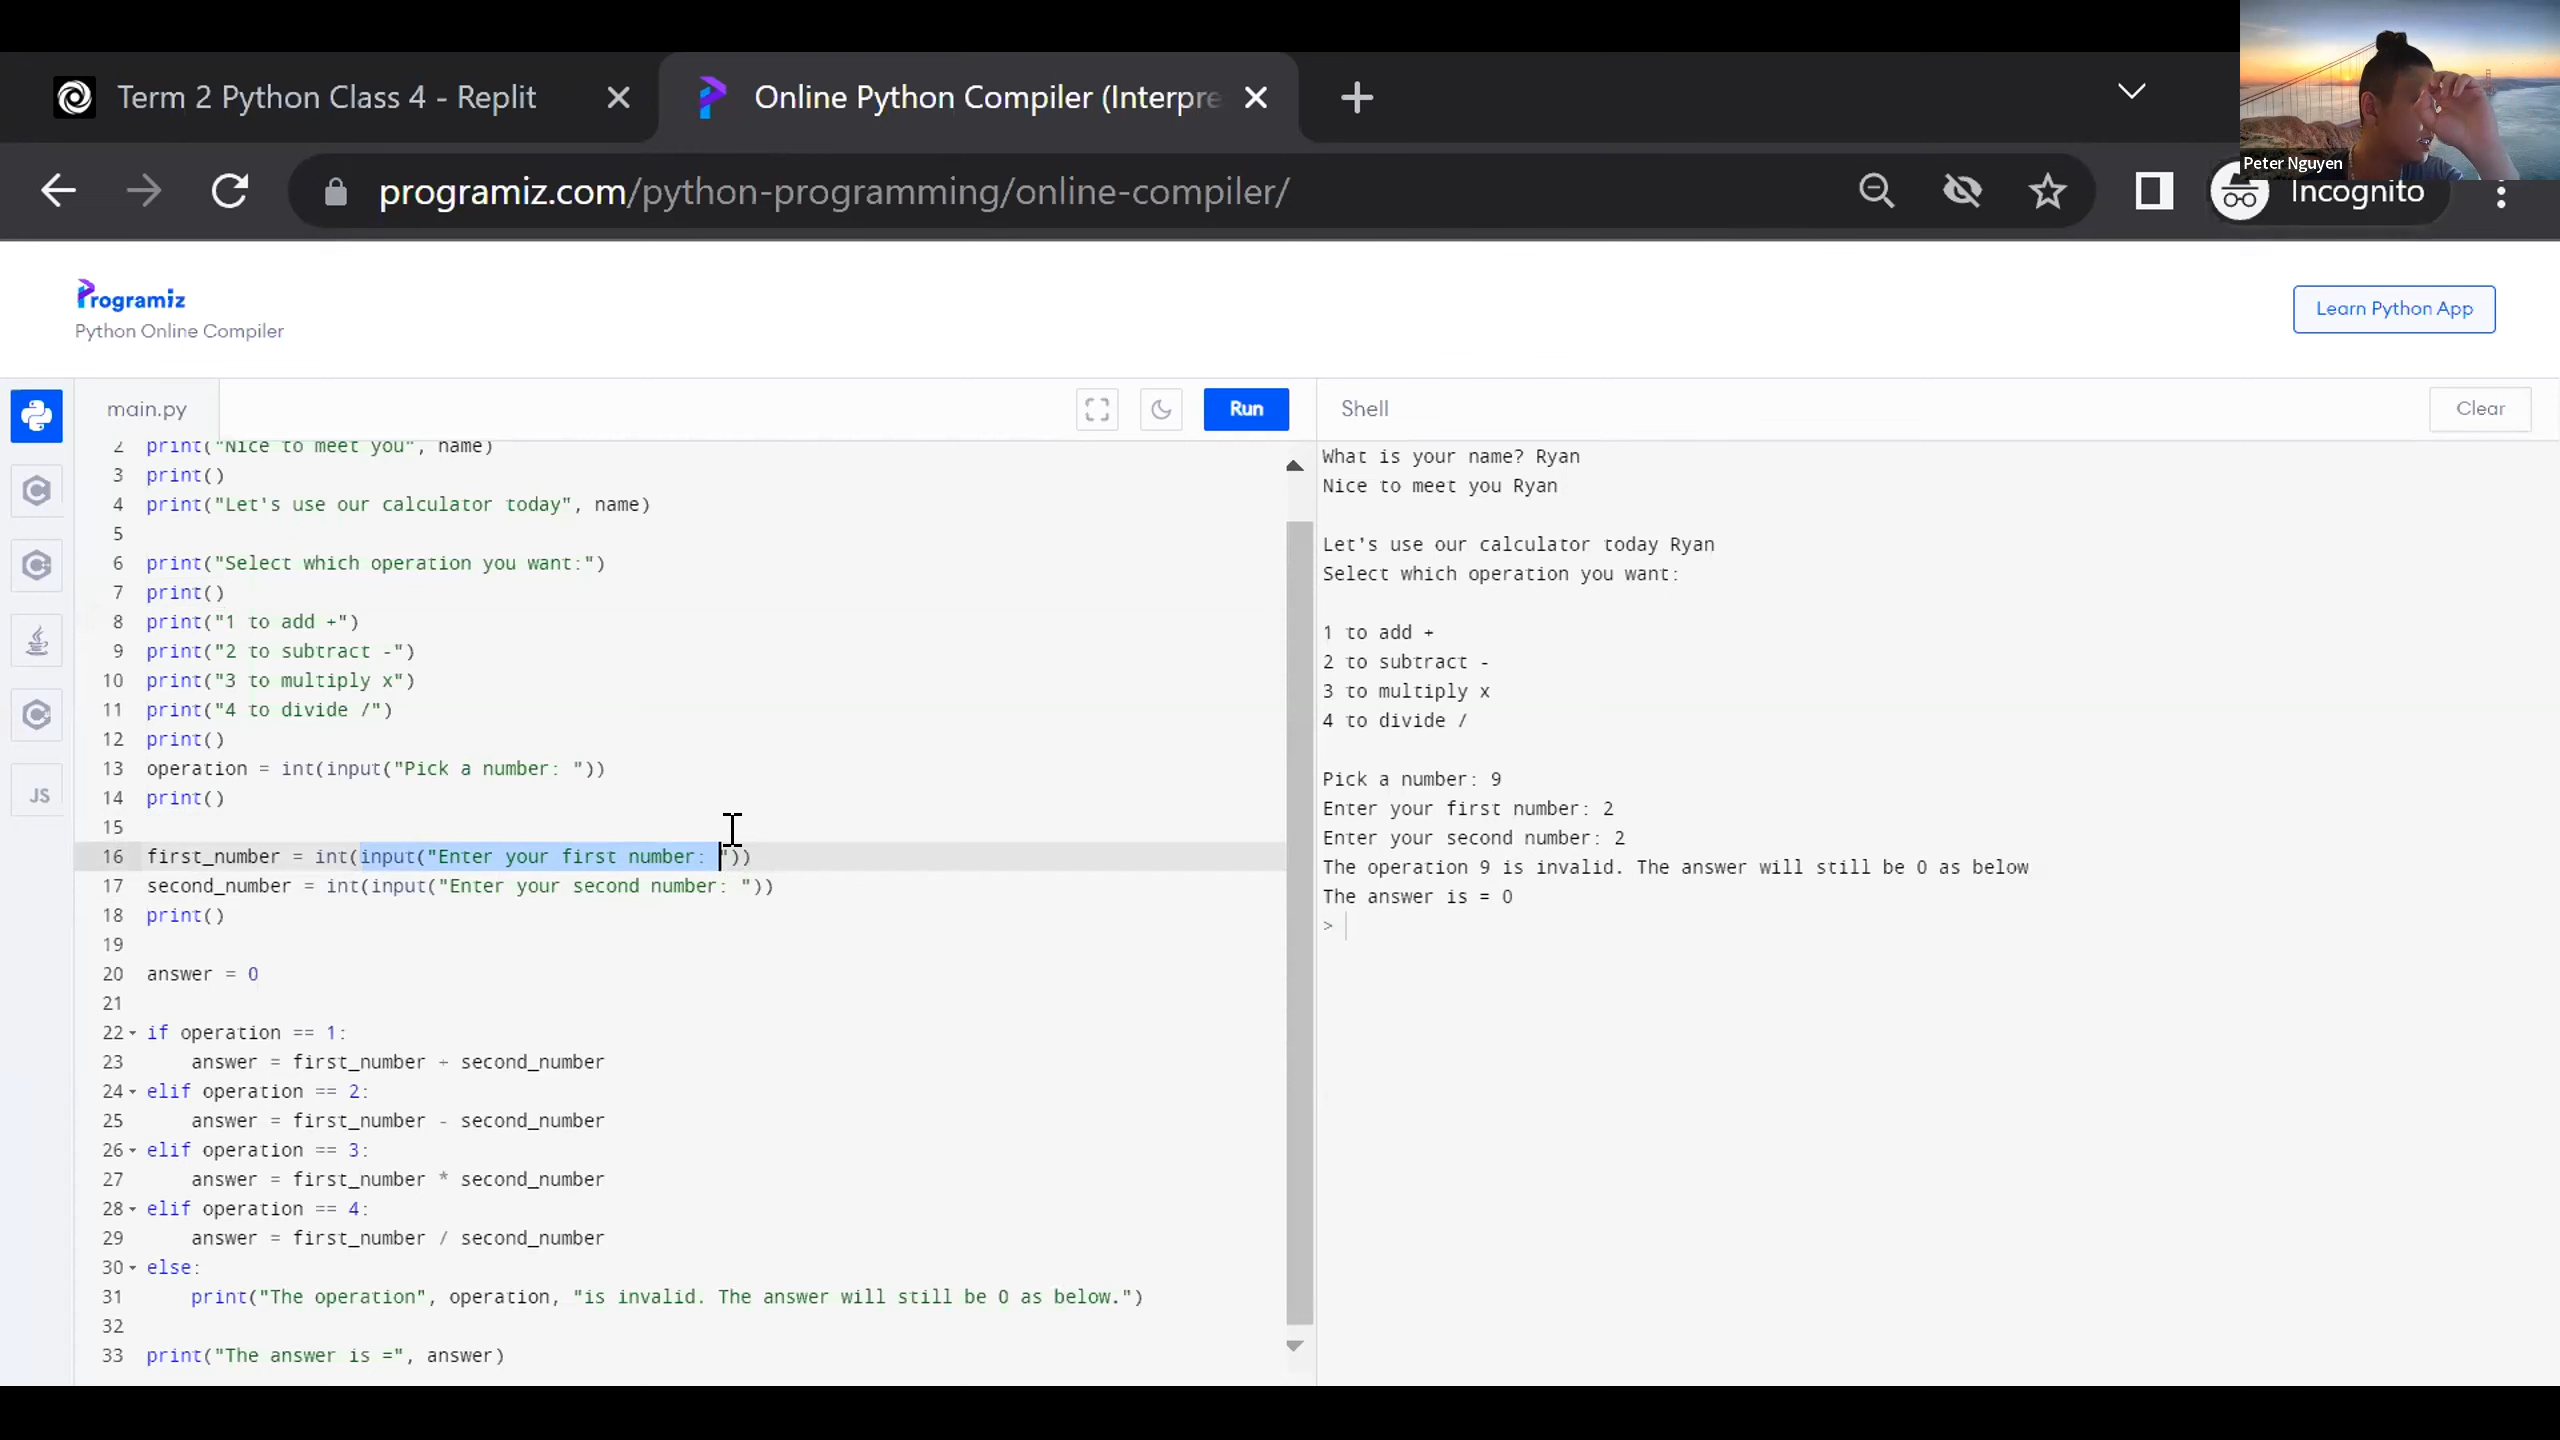 Term 2 Python Class 4 - Replit
Online Python Compiler (Interpre
Peter Nguyen
programiz.com/python-programming/online-compiler/
Incognito
Programiz
Python Online Compiler
Learn Python App
main.py
Run
Shell
Clear
JS
2 print("Nice to meet you", name)
3 print()
4 print("Let's use our calculator today", name)
5
6 print("Select which operation you want:")
7 print()
8 print("1 to add +")
9 print("2 to subtract -")
10 print("3 to multiply x")
11 print("4 to divide /")
12 print()
13 operation = int(input("Pick a number: "))
14 print()
15
16 first_number = int(input("Enter your first number: "))
17 second_number = int(input("Enter your second number: "))
18 print()
19
20 answer = 0
21
22 if operation == 1:
23 answer = first_number + second_number
24 elif operation == 2:
25 answer = first_number - second_number
26 elif operation == 3:
27 answer = first_number * second_number
28 elif operation == 4:
29 answer = first_number / second_number
30 else:
31 print("The operation", operation, "is invalid. The answer will still be 0 as below.")
32
33 print("The answer is =", answer)
What is your name? Ryan
Nice to meet you Ryan
Let's use our calculator today Ryan
Select which operation you want:
1 to add +
2 to subtract -
3 to multiply x
4 to divide /
Pick a number: 9
Enter your first number: 2
Enter your second number: 2
The operation 9 is invalid. The answer will still be 0 as below
The answer is = 0
>